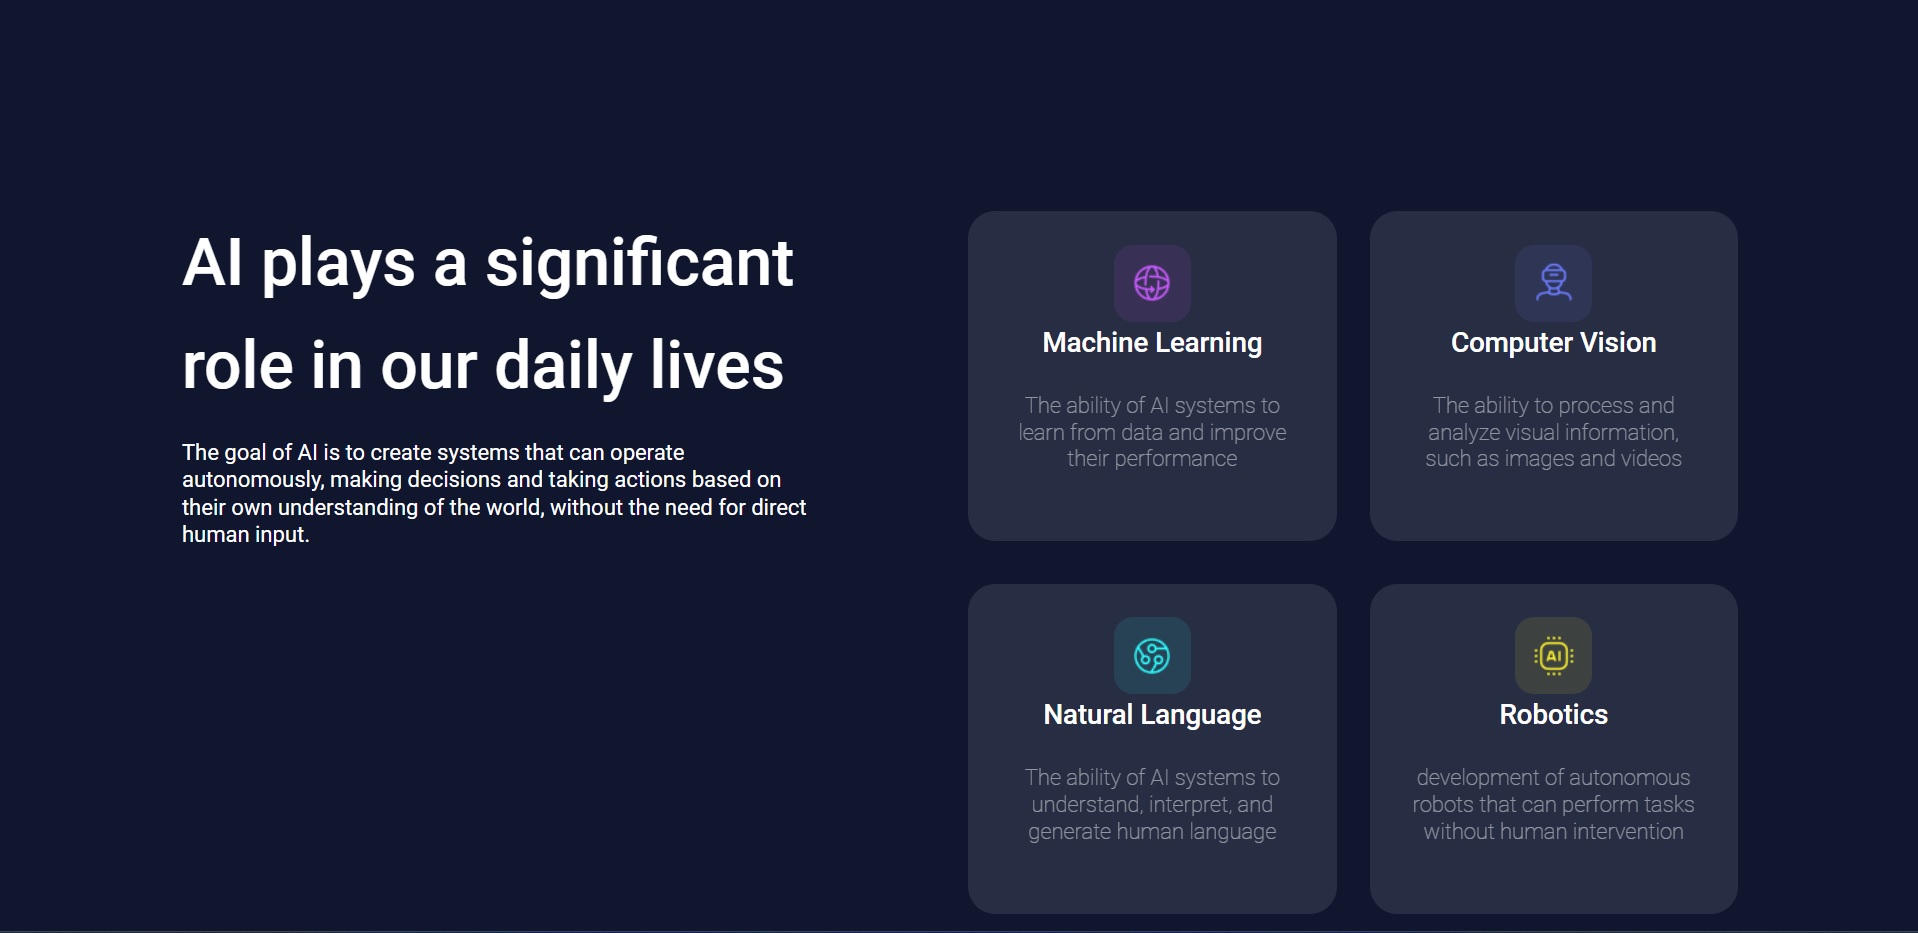 AI plays a significant
role in our daily lives
The goal of AI is to create systems that can operate
autonomously, making decisions and taking actions based on
their own understanding of the world, without the need for direct
human input.
Machine Learning
The ability of AI systems to
learn from data and improve
their performance
Computer Vision
The ability to process and
analyze visual information,
such as images and videos
Natural Language
The ability of AI systems to
understand, interpret, and
generate human language
AI
Robotics
development of autonomous
robots that can perform tasks
without human intervention